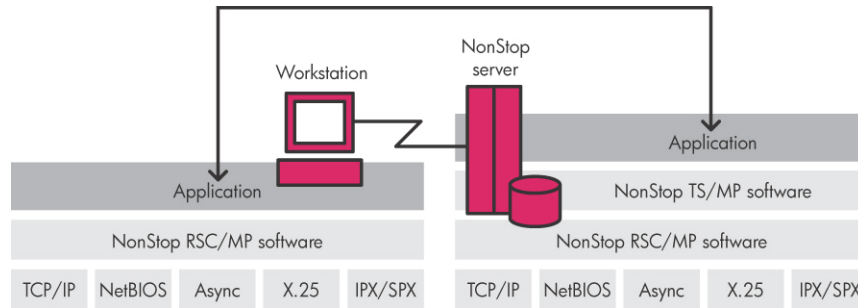 NonStop
server
Workstation
Application
Application
NonStop TS/MP software
NonStop RSC/MP software
NonStop RSC/MP software
TCP/IP NetBIOS Async X.25 IPX/SPX
TCP/IP NetBIOS Async X.25 IPX/SPX